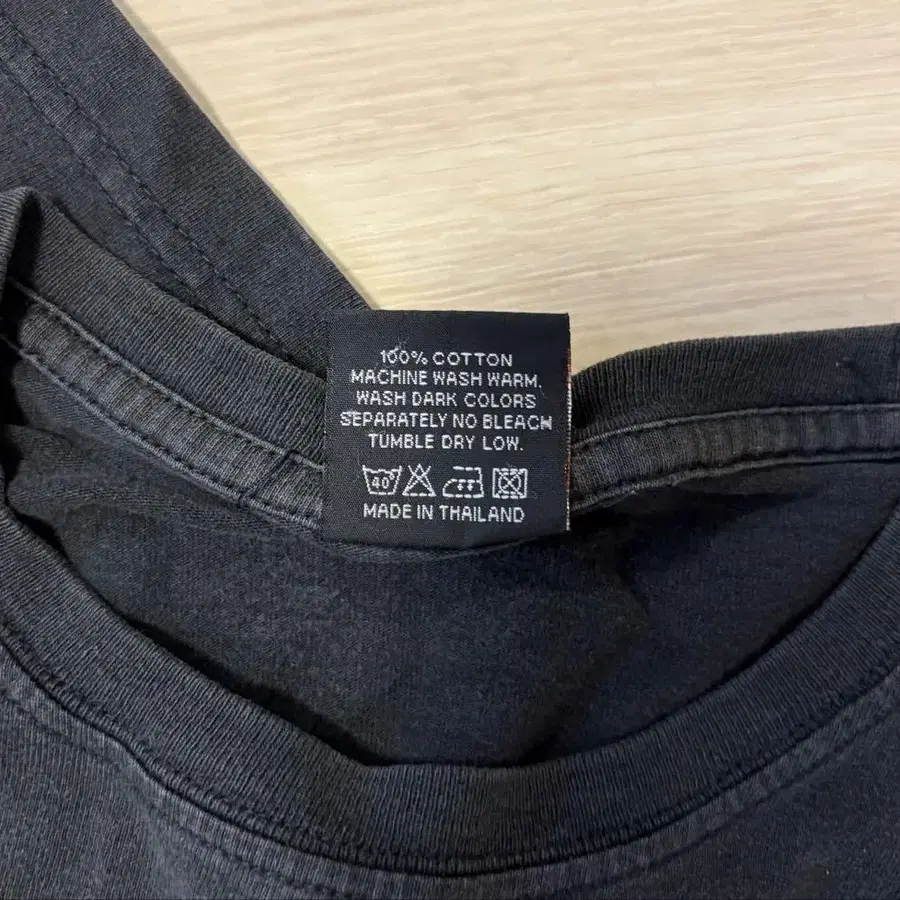 100% COTTON
MACHINE WASH WARM.
WASH DARK COLORS
SEPARATELY NO BLEACH
TUMBLE DRY LOW.
40°
MADE IN THAILAND